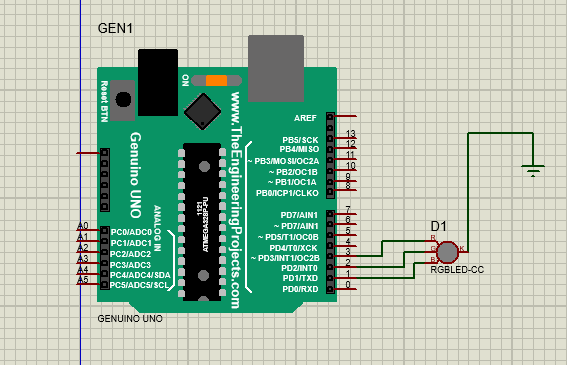 GEN1
ON
Reset BTN
www.TheEngineeringProjects.com
Genuino UNO
1121
ATMEGA328P-PU
ANALOG IN
A0 PC0/ADC0
A1 PC1/ADC1
A2 PC2/ADC2
A3 PC3/ADC3
A4 PC4/ADC4/SDA
A5 PC5/ADC5/SCL
AREF
PB5/SCK 13
PB4/MISO 12
~ PB3/MOSI/OC2A 11
~ PB2/OC1B 10
~ PB1/OC1A 9
PB0/ICP1/CLKO 8
PD7/AIN1 7
~ PD7/AIN1 6
~ PD5/T1/OC0B 5
PD4/T0/XCK 4
~ PD3/INT1/OC2B 3
PD2/INT0 2
PD1/TXD 1
PD0/RXD 0
GENUINO UNO
D1
R
G
B
K
RGBLED-CC